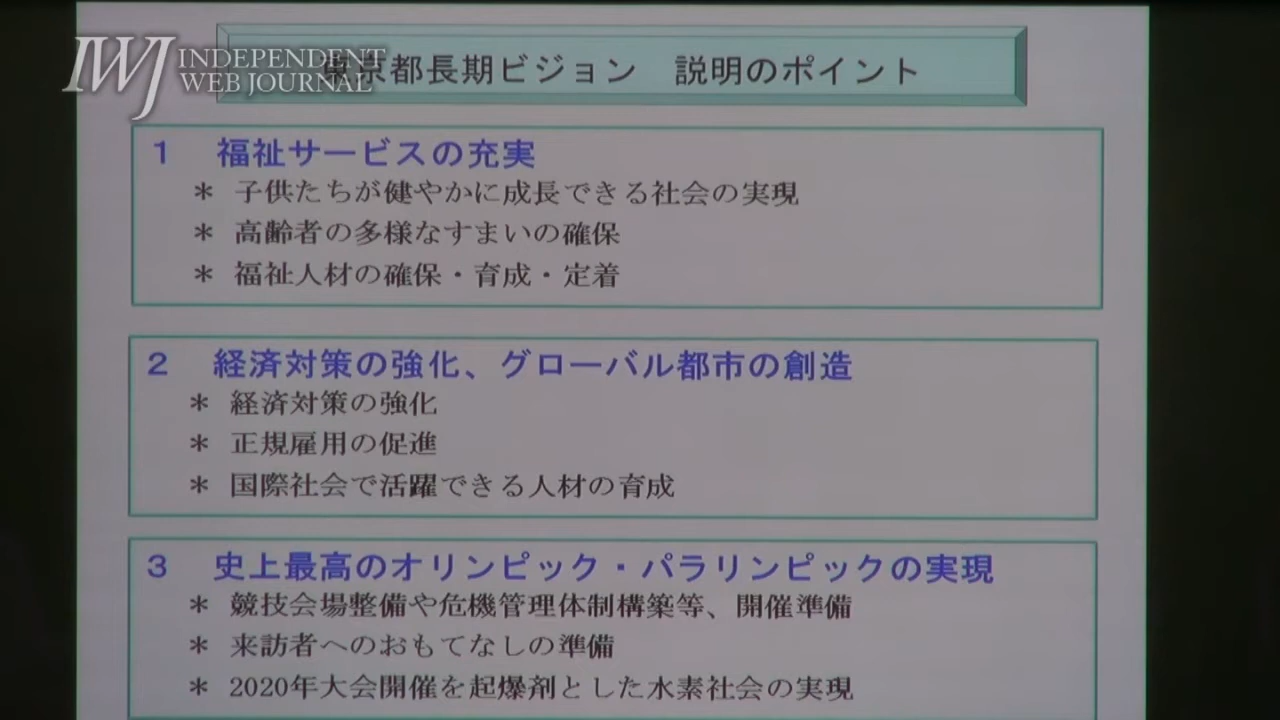 IWJ INDEPENDENT
WEB JOURNAL
東京都長期ビジョン 説明のポイント
1 福祉サービスの充実
＊ 子供たちが健やかに成長できる社会の実現
＊ 高齢者の多様なすまいの確保
＊ 福祉人材の確保・育成・定着
2 経済対策の強化、グローバル都市の創造
＊ 経済対策の強化
＊ 正規雇用の促進
＊ 国際社会で活躍できる人材の育成
3 史上最高のオリンピック・パラリンピックの実現
＊ 競技会場整備や危機管理体制構築等、開催準備
＊ 来訪者へのおもてなしの準備
＊ 2020年大会開催を起爆剤とした水素社会の実現